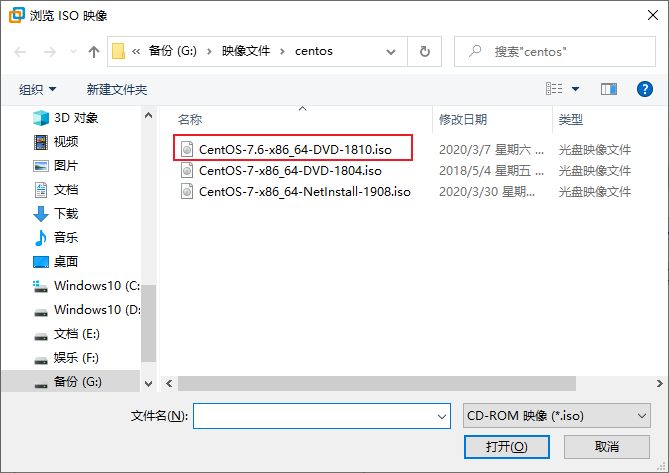 浏览 ISO 映像
« 备份 (G:) › 映像文件 › centos
搜索"centos"
组织 新建文件夹
名称 修改日期 类型
3D 对象
视频
图片
文档
下载
音乐
桌面
Windows10 (C:
Windows10 (D:
文档 (E:)
娱乐 (F:)
备份 (G:)
CentOS-7.6-x86_64-DVD-1810.iso 2020/3/7 星期六 ... 光盘映像文件
CentOS-7-x86_64-DVD-1804.iso 2018/5/4 星期五 ... 光盘映像文件
CentOS-7-x86_64-NetInstall-1908.iso 2020/3/30 星期... 光盘映像文件
文件名(N):
CD-ROM 映像 (*.iso)
打开(O) 取消